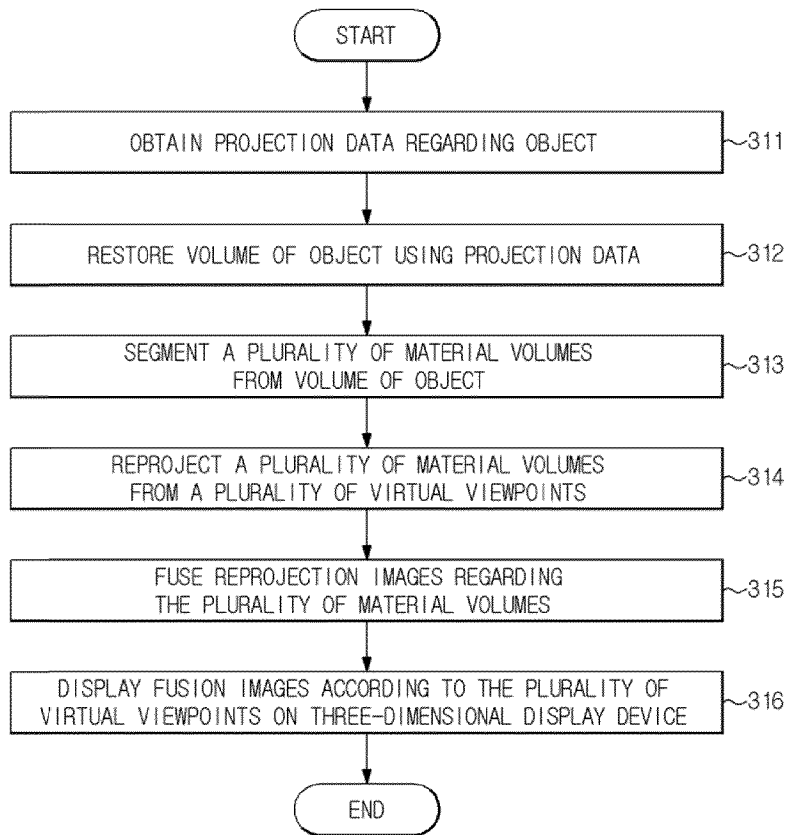 START
OBTAIN PROJECTION DATA REGARDING OBJECT
311
RESTORE VOLUME OF OBJECT USING PROJECTION DATA
312
SEGMENT A PLURALITY OF MATERIAL VOLUMES
FROM VOLUME OF OBJECT
313
REPROJECT A PLURALITY OF MATERIAL VOLUMES
FROM A PLURALITY OF VIRTUAL VIEWPOINTS
314
FUSE REPROJECTION IMAGES REGARDING
THE PLURALITY OF MATERIAL VOLUMES
315
DISPLAY FUSION IMAGES ACCORDING TO THE PLURALITY OF
VIRTUAL VIEWPOINTS ON THREE-DIMENSIONAL DISPLAY DEVICE
316
END